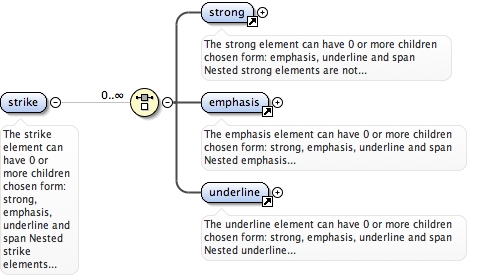 strong
The strong element can have 0 or more children
chosen form: emphasis, underline and span
Nested strong elements are not...
strike
0..∞
emphasis
The strike
element can
have 0 or
more children
chosen form:
strong,
emphasis,
underline and
span Nested
strike
elements...
The emphasis element can have 0 or more children
chosen form: strong, emphasis, underline and span
Nested emphasis...
underline
The underline element can have 0 or more children
chosen form: strong, emphasis, underline and span
Nested underline...